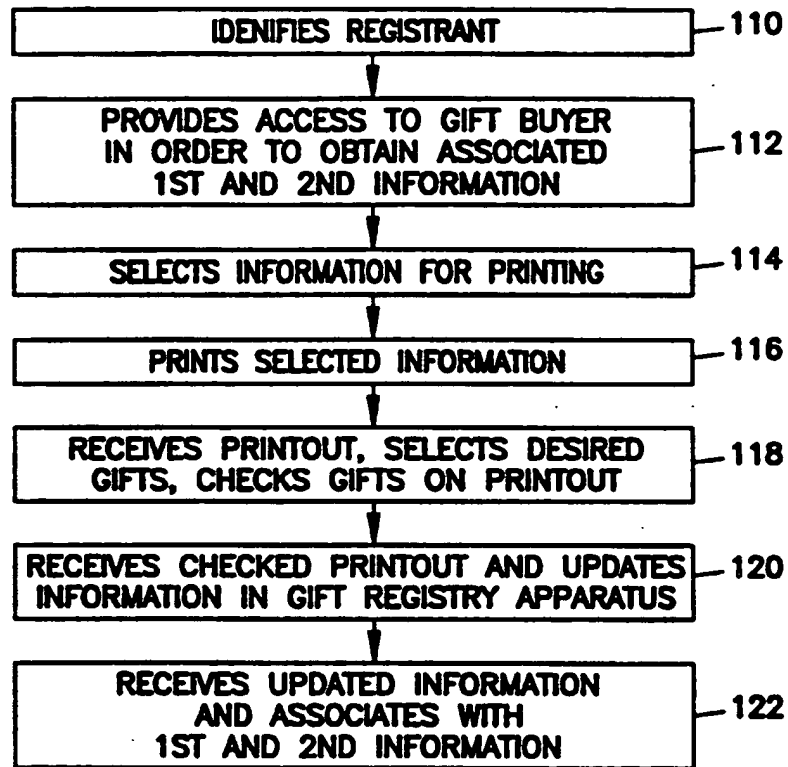 IDENIFIES REGISTRANT
110
PROVIDES ACCESS TO GIFT BUYER
IN ORDER TO OBTAIN ASSOCIATED
1ST AND 2ND INFORMATION
112
SELECTS INFORMATION FOR PRINTING
114
PRINTS SELECTED INFORMATION
116
RECEIVES PRINTOUT, SELECTS DESIRED
GIFTS, CHECKS GIFTS ON PRINTOUT
118
RECEIVES CHECKED PRINTOUT AND UPDATES
INFORMATION IN GIFT REGISTRY APPARATUS
120
RECEIVES UPDATED INFORMATION
AND ASSOCIATES WITH
1ST AND 2ND INFORMATION
122